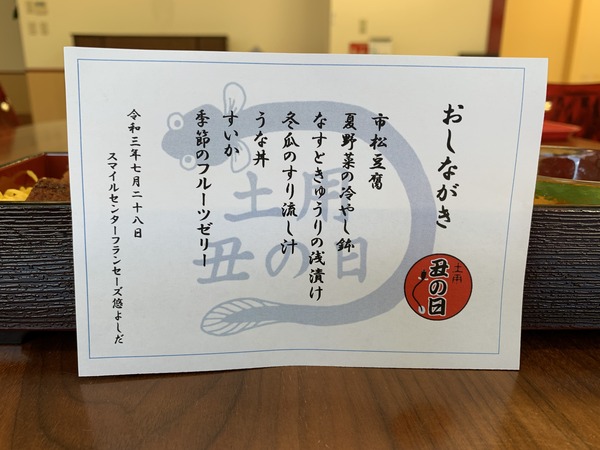 おしながき
市松豆腐
夏野菜の冷やし鉢
なすときゅうりの浅漬け
冬瓜のすり流し汁
うな丼
すいか
季節のフルーツゼリー
令和三年七月二十八日
スマイルセンターフランセーズ悠よしだ
土用
丑の日
土用
丑の日